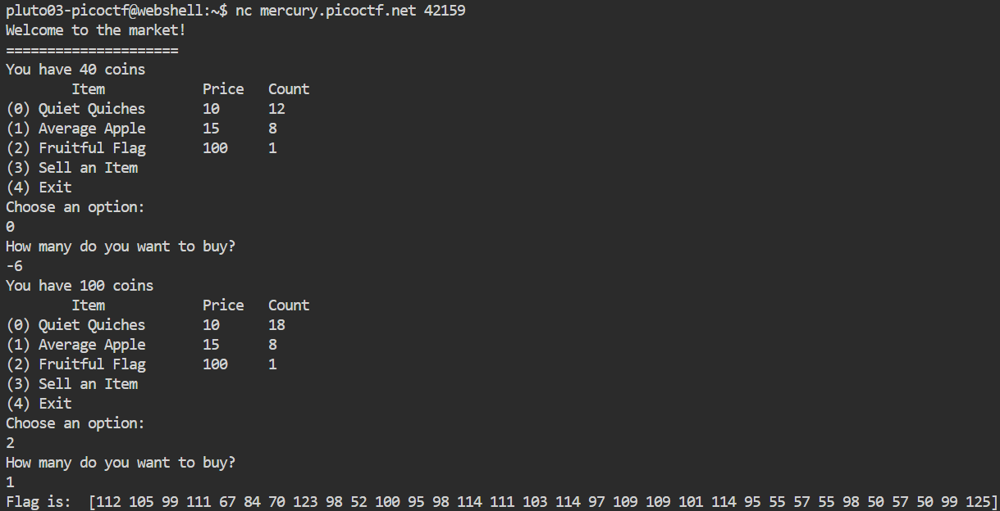 pluto03-picoctf@webshell:~$ nc mercury.picoctf.net 42159
Welcome to the market!
=====================
You have 40 coins
        Item            Price   Count
(0) Quiet Quiches       10      12
(1) Average Apple       15      8
(2) Fruitful Flag       100     1
(3) Sell an Item
(4) Exit
Choose an option:
0
How many do you want to buy?
-6
You have 100 coins
        Item            Price   Count
(0) Quiet Quiches       10      18
(1) Average Apple       15      8
(2) Fruitful Flag       100     1
(3) Sell an Item
(4) Exit
Choose an option:
2
How many do you want to buy?
1
Flag is:  [112 105 99 111 67 84 70 123 98 52 100 95 98 114 111 103 114 97 109 109 101 114 95 55 57 55 98 50 57 50 99 125]